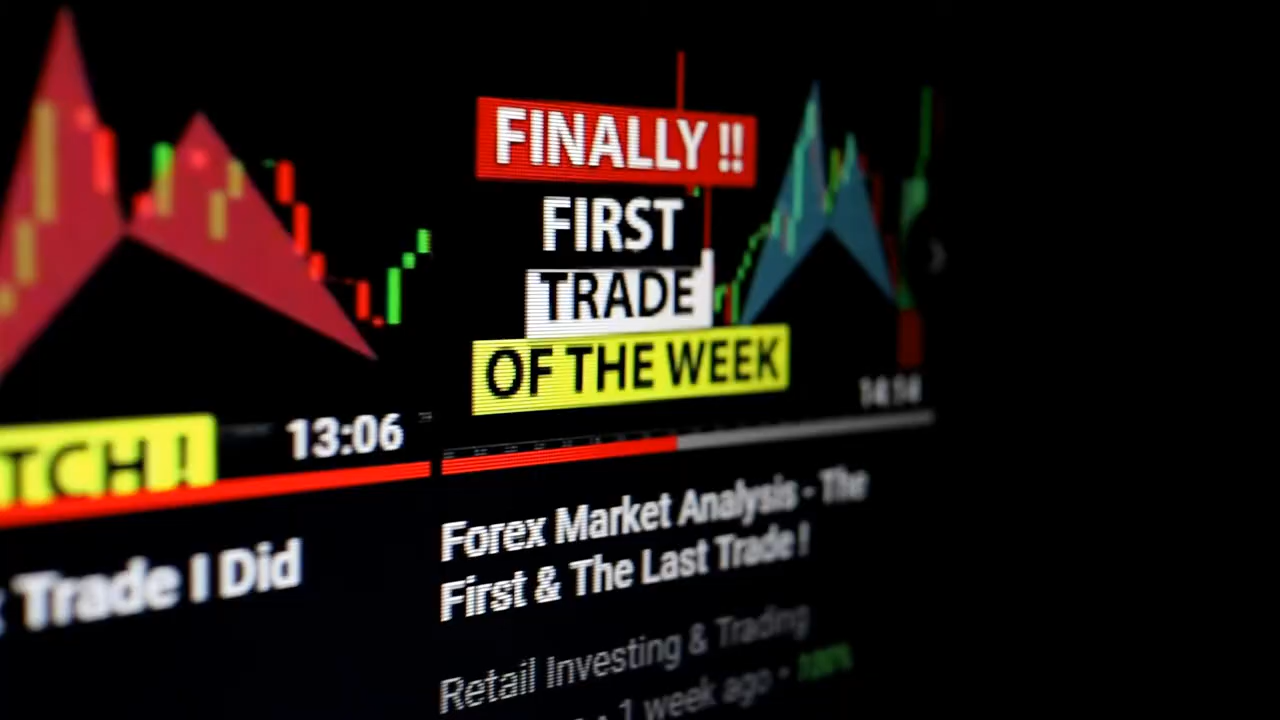 TCH !
13:06
Trade I Did
FINALLY !!
FIRST
TRADE
OF THE WEEK
14:14
Forex Market Analysis - The
First & The Last Trade !
Retail Investing & Trading
1 week ago • 100%